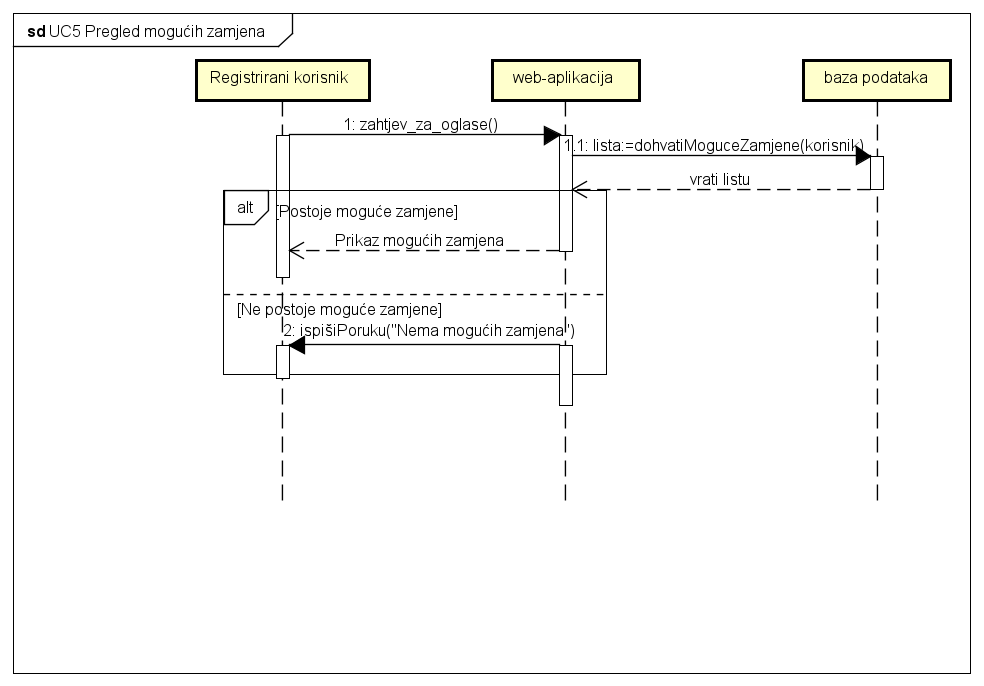 sd UC5 Pregled mogućih zamjena
Registrirani korisnik
web-aplikacija
baza podataka
1: zahtjev_za_oglase()
1.1: lista:=dohvatiMoguceZamjene(korisnik)
vrati listu
alt
[Postoje moguće zamjene]
Prikaz mogućih zamjena
[Ne postoje moguće zamjene]
2: ispišiPoruku("Nema mogućih zamjena")